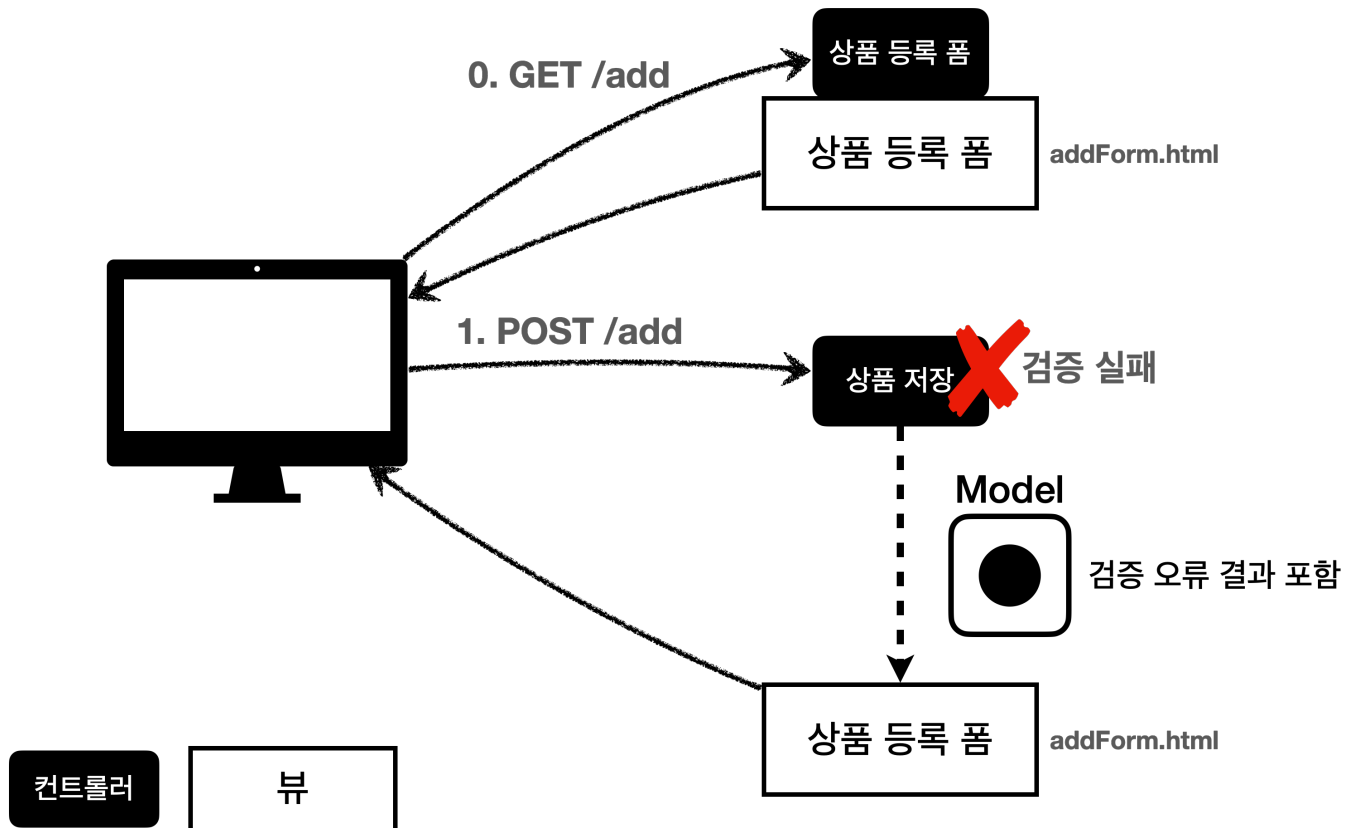 상품 등록 폼
0. GET /add
상품 등록 폼
addForm.html
1. POST /add
상품 저장
검증 실패
Model
검증 오류 결과 포함
상품 등록 폼
addForm.html
컨트롤러
뷰